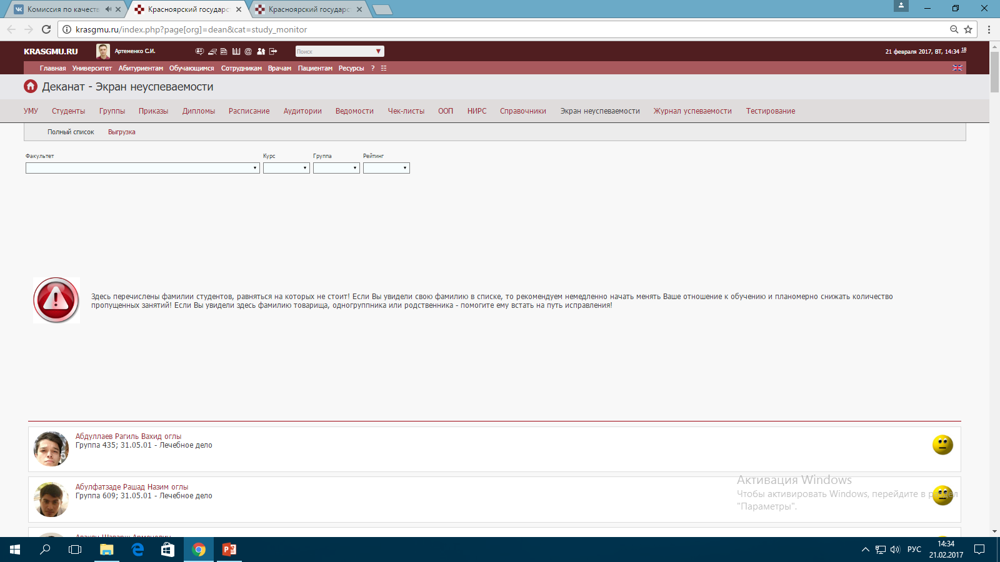 Комиссия по качеств
Красноярский государст
Красноярский государст
krasgmu.ru/index.php?page[org]=dean&cat=study_monitor
KRASGMU.RU
Артеменко С.И.
Поиск
21 февраля 2017, ВТ, 14:34 18
Главная Университет Абитуриентам Обучающимся Сотрудникам Врачам Пациентам Ресурсы ?
Деканат - Экран неуспеваемости
УМУ Студенты Группы Приказы Дипломы Расписание Аудитории Ведомости Чек-листы ООП НИРС Справочники Экран неуспеваемости Журнал успеваемости Тестирование
Полный список Выгрузка
Факультет Курс Группа Рейтинг
Здесь перечислены фамилии студентов, равняться на которых не стоит! Если Вы увидели свою фамилию в списке, то рекомендуем немедленно начать менять Ваше отношение к обучению и планомерно снижать количество
пропущенных занятий! Если Вы увидели здесь фамилию товарища, одногруппника или родственника - помогите ему встать на путь исправления!
Абдуллаев Рагиль Вахид оглы
Группа 435; 31.05.01 - Лечебное дело
Абулфатзаде Рашад Назим оглы
Группа 609; 31.05.01 - Лечебное дело
Активация Windows
Чтобы активировать Windows, перейдите в раздел
"Параметры".
РУС
14:34
21.02.2017